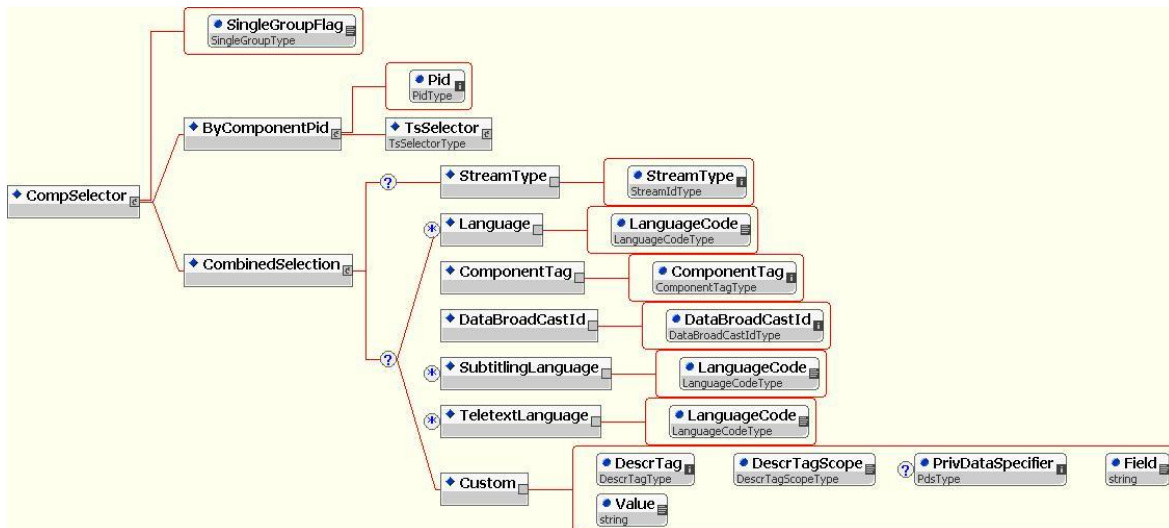 SingleGroupFlag
SingleGroupType
Pid
PidType
ByComponentPid
TsSelector
TsSelectorType
CompSelector
StreamType
StreamType
StreamIdType
Language
LanguageCode
LanguageCodeType
CombinedSelection
ComponentTag
ComponentTag
ComponentTagType
DataBroadCastId
DataBroadCastId
DataBroadCastIdType
SubtitlingLanguage
LanguageCode
LanguageCodeType
TeletextLanguage
LanguageCode
LanguageCodeType
Custom
DescrTag
DescrTagType
DescrTagScope
DescrTagScopeType
PrivDataSpecifier
PdsType
Field
string
Value
string